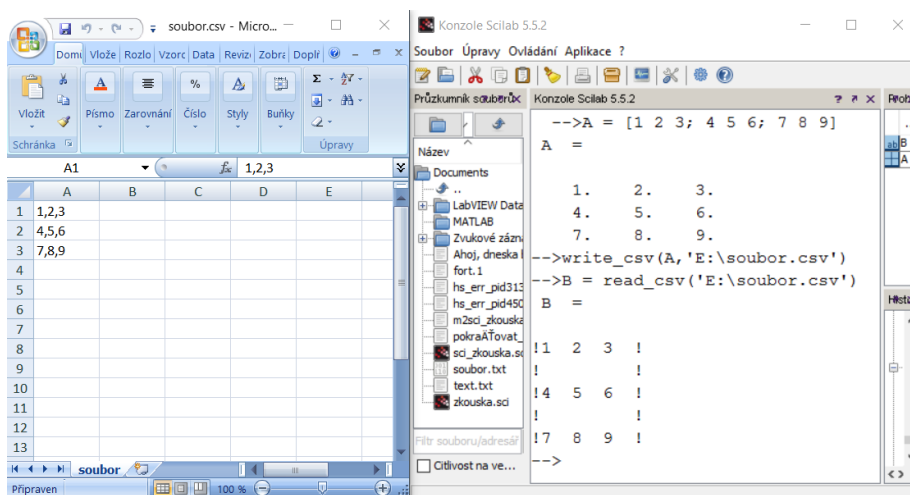 soubor.csv - Micro...
Domů Vlože Rozlo Vzorc Data Reviz Zobra Doplň
Vložit Písmo Zarovnání Číslo Styly Buňky
Schránka Úpravy
A1 fx 1,2,3
A B C D E
1 1,2,3
2 4,5,6
3 7,8,9
4
5
6
7
8
9
10
11
12
13
soubor
Připraven 100 %
Konzole Scilab 5.5.2
Soubor Úpravy Ovládání Aplikace ?
Průzkumník souborů
Název
Documents
..
LabVIEW Data
MATLAB
Zvukové zázn
Ahoj, dneska
fort.1
hs_err_pid313
hs_err_pid450
m2sci_zkouska
pokraÄŤovat_
sci_zkouska.sc
soubor.txt
text.txt
zkouska.sci
Filtr souboru/adresář
Citlivost na ve...
Konzole Scilab 5.5.2
-->A = [1 2 3; 4 5 6; 7 8 9]
A =
1. 2. 3.
4. 5. 6.
7. 8. 9.
-->write_csv(A,'E:\soubor.csv')
-->B = read_csv('E:\soubor.csv')
B =
!1 2 3 !
! !
!4 5 6 !
! !
!7 8 9 !
-->
B
A